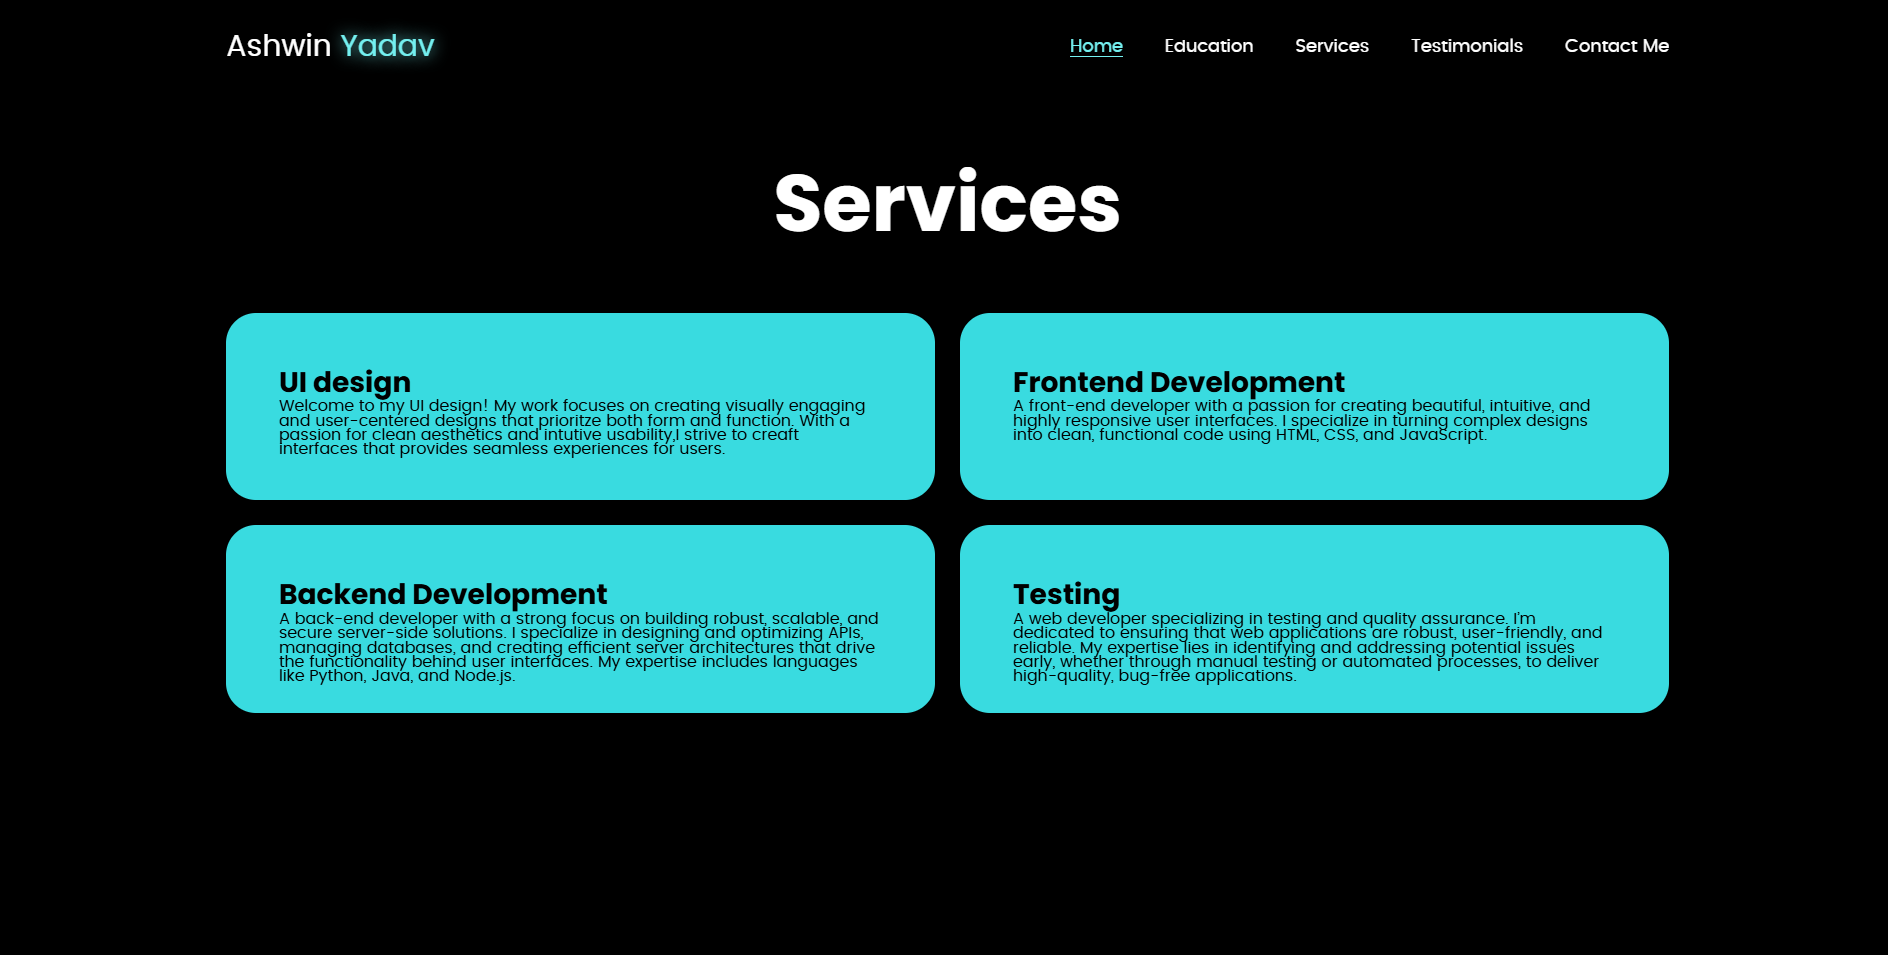 Ashwin Yadav
Home Education Services Testimonials Contact Me
Services
UI design
Welcome to my UI design! My work focuses on creating visually engaging
and user-centered designs that prioritze both form and function. With a
passion for clean aesthetics and intutive usability,I strive to creaft
interfaces that provides seamless experiences for users.
Frontend Development
A front-end developer with a passion for creating beautiful, intuitive, and
highly responsive user interfaces. I specialize in turning complex designs
into clean, functional code using HTML, CSS, and JavaScript.
Backend Development
A back-end developer with a strong focus on building robust, scalable, and
secure server-side solutions. I specialize in designing and optimizing APIs,
managing databases, and creating efficient server architectures that drive
the functionality behind user interfaces. My expertise includes languages
like Python, Java, and Node.js.
Testing
A web developer specializing in testing and quality assurance. I'm
dedicated to ensuring that web applications are robust, user-friendly, and
reliable. My expertise lies in identifying and addressing potential issues
early, whether through manual testing or automated processes, to deliver
high-quality, bug-free applications.